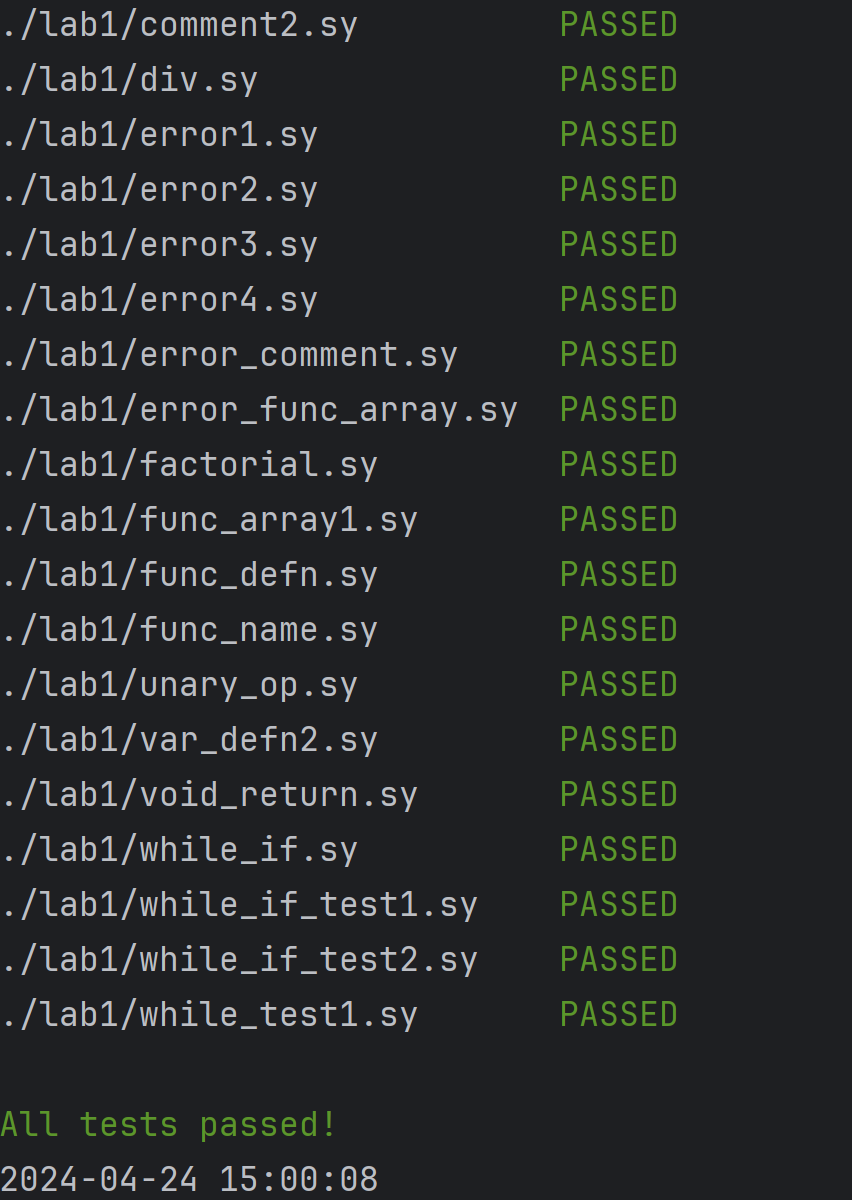 ./lab1/comment2.sy PASSED
./lab1/div.sy PASSED
./lab1/error1.sy PASSED
./lab1/error2.sy PASSED
./lab1/error3.sy PASSED
./lab1/error4.sy PASSED
./lab1/error_comment.sy PASSED
./lab1/error_func_array.sy PASSED
./lab1/factorial.sy PASSED
./lab1/func_array1.sy PASSED
./lab1/func_defn.sy PASSED
./lab1/func_name.sy PASSED
./lab1/unary_op.sy PASSED
./lab1/var_defn2.sy PASSED
./lab1/void_return.sy PASSED
./lab1/while_if.sy PASSED
./lab1/while_if_test1.sy PASSED
./lab1/while_if_test2.sy PASSED
./lab1/while_test1.sy PASSED
All tests passed!
2024-04-24 15:00:08